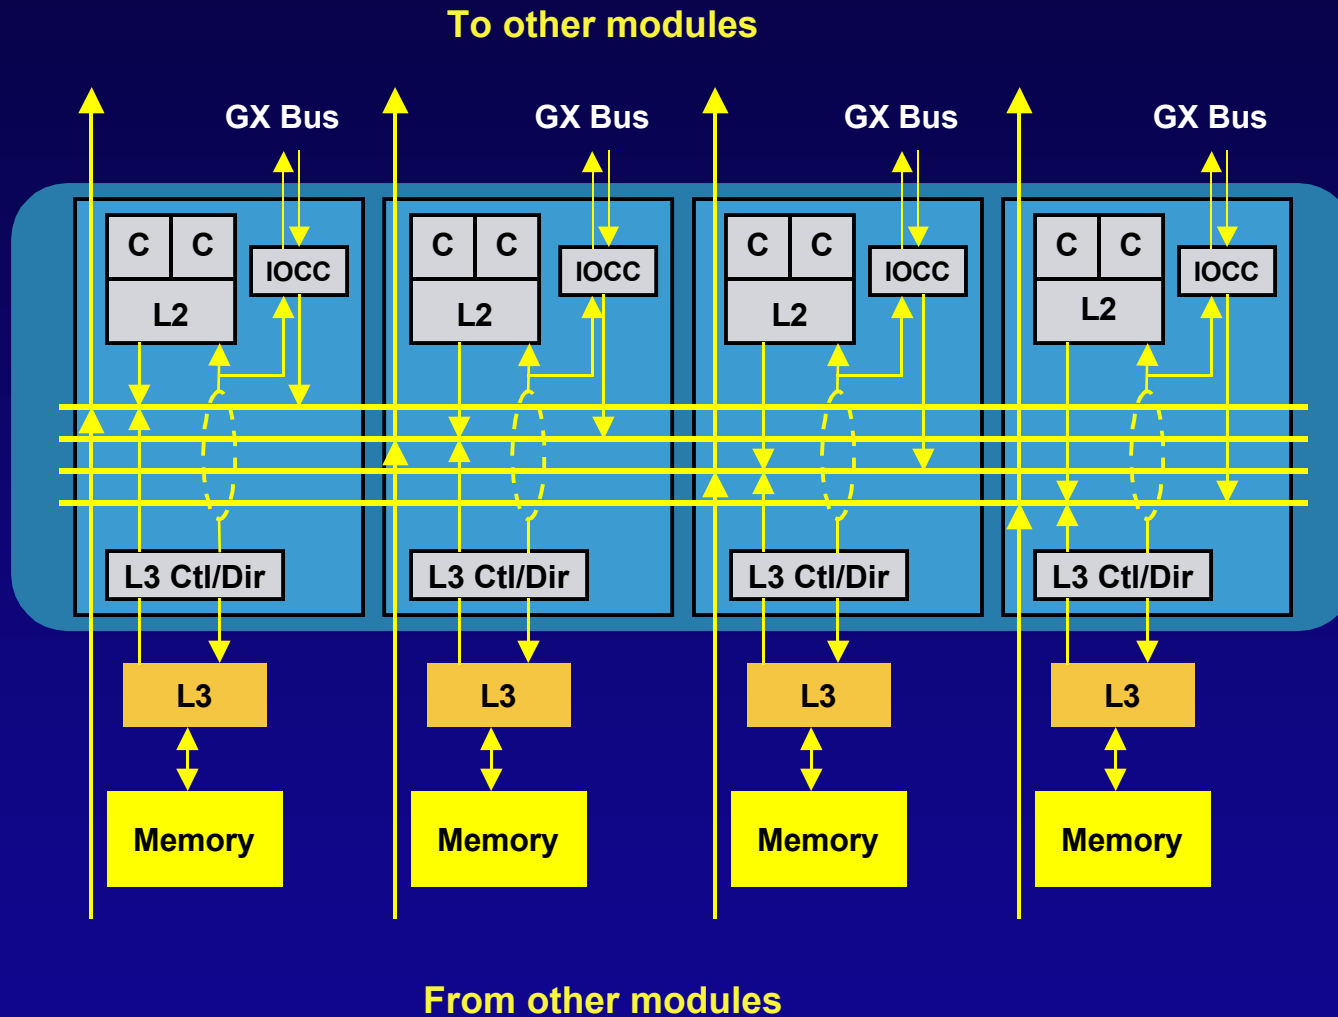 To other modules
GX Bus GX Bus GX Bus GX Bus
C C C C C C C C
IOCC IOCC IOCC IOCC
L2 L2 L2 L2
L3 Ctl/Dir L3 Ctl/Dir L3 Ctl/Dir L3 Ctl/Dir
L3 L3 L3 L3
Memory Memory Memory Memory
From other modules